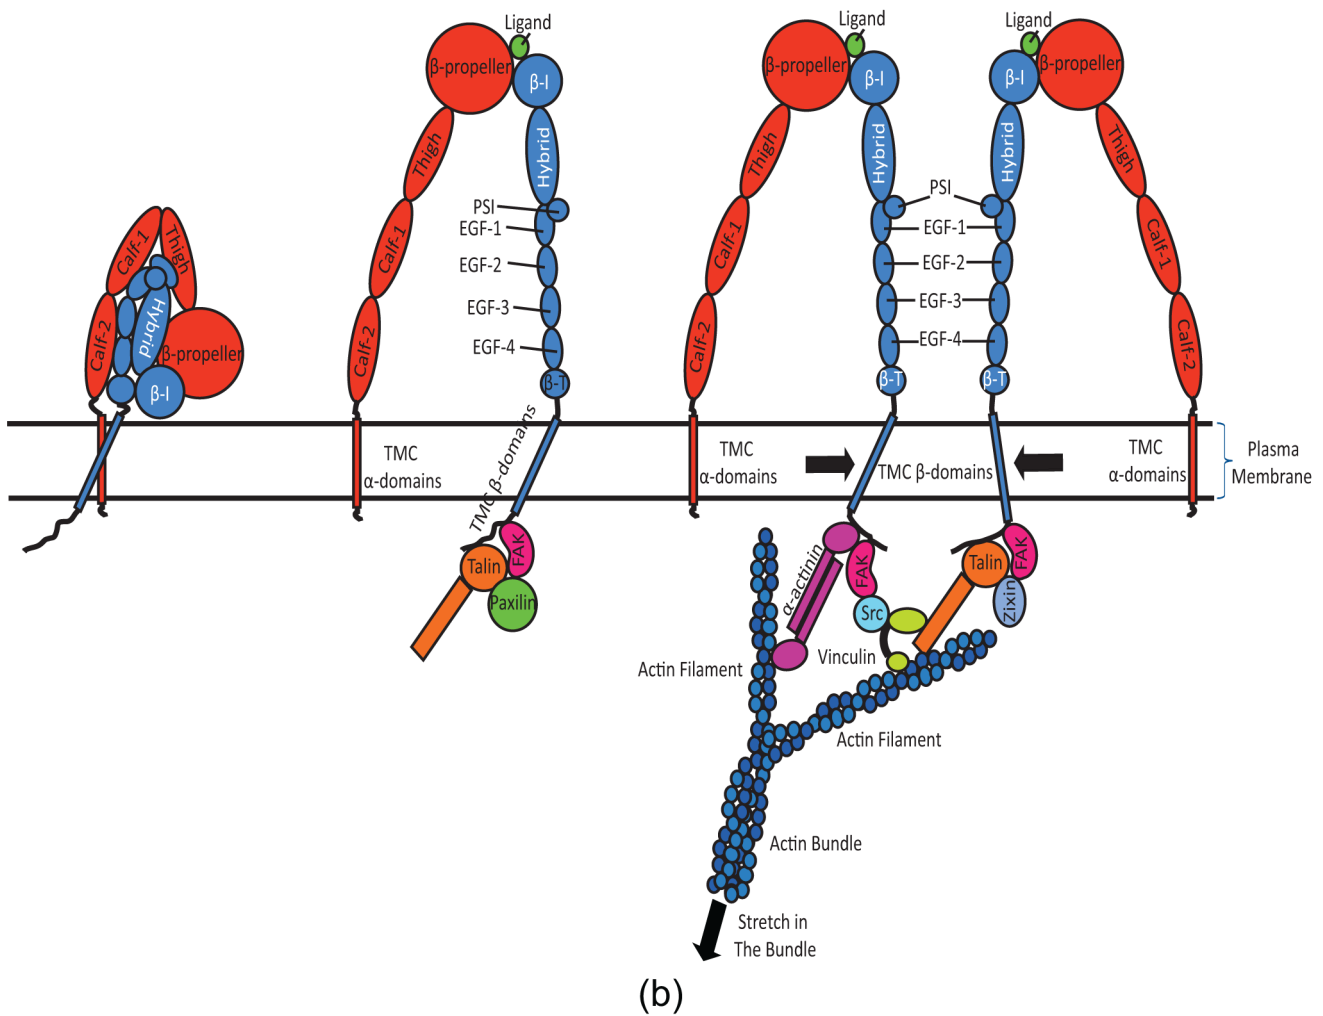 Ligand
Ligand
Ligand
β-propeller
β-I
β-propeller
β-I
β-I
β-propeller
Thigh
Hybrid
Thigh
Hybrid
Hybrid
Thigh
PSI
EGF-1
EGF-2
EGF-3
EGF-4
PSI
EGF-1
EGF-2
EGF-3
EGF-4
Calf-1
Thigh
Calf-1
Calf-1
Calf-1
Calf-2
Hybrid
β-propeller
β-I
Calf-2
β-T
Calf-2
β-T
β-T
Calf-2
TMC
α-domains
TMC β-domains
TMC
α-domains
TMC β-domains
TMC
α-domains
Plasma
Membrane
Talin
FAK
Paxilin
α-actinin
FAK
Src
Talin
FAK
Zixin
Vinculin
Actin Filament
Actin Filament
Actin Bundle
Stretch in
The Bundle
(b)